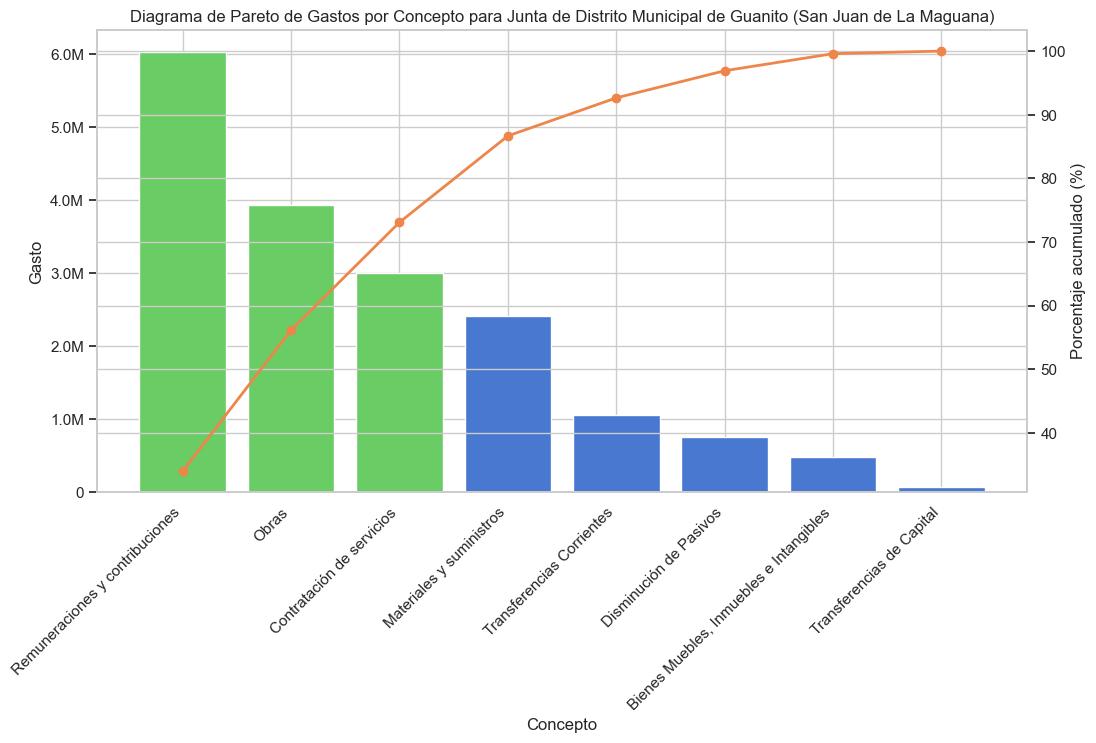 Diagrama de Pareto de Gastos por Concepto para Junta de Distrito Municipal de Guanito (San Juan de La Maguana)
6.0M
5.0M
4.0M
3.0M
2.0M
1.0M
0
Gasto
100
90
80
70
60
50
40
Porcentaje acumulado (%)
Remuneraciones y contribuciones
Obras
Contratación de servicios
Materiales y suministros
Transferencias Corrientes
Disminución de Pasivos
Bienes Muebles, Inmuebles e Intangibles
Transferencias de Capital
Concepto